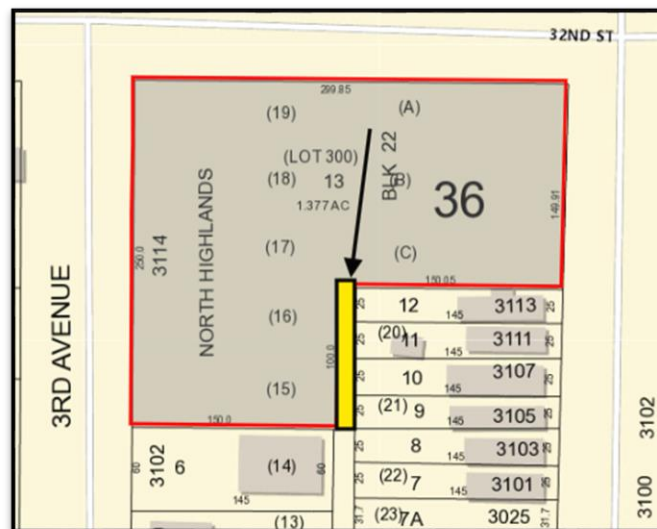 32ND ST
299.85
(19)
(A)
(LOT 300)
BLK 22
(18)
13
(B)
1.377 AC
36
149.91
NORTH HIGHLANDS
3114
250.0
(17)
(C)
150.05
3RD AVENUE
(16)
100.0
(15)
150.0
25 12 145 3113 25
25 (20) 11 145 3111 25
25 10 145 3107 25
25 (21) 9 145 3105 25
25 8 145 3103 25
25 (22) 7 145 3101 25
31.7 (23) 7A 3025 31.7
60 3102 6 (14) 60
145
(13)
3102
3100